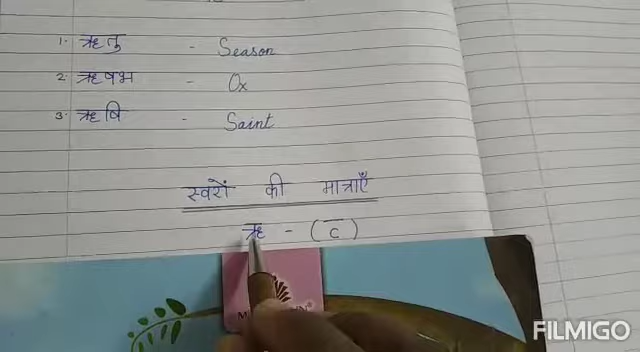 1. ऋतु - Season
2. ऋषभ - Ox
3. ऋषि - Saint
स्वरों की मात्राएँ
ऋ - ( ृ )
FILMIGO